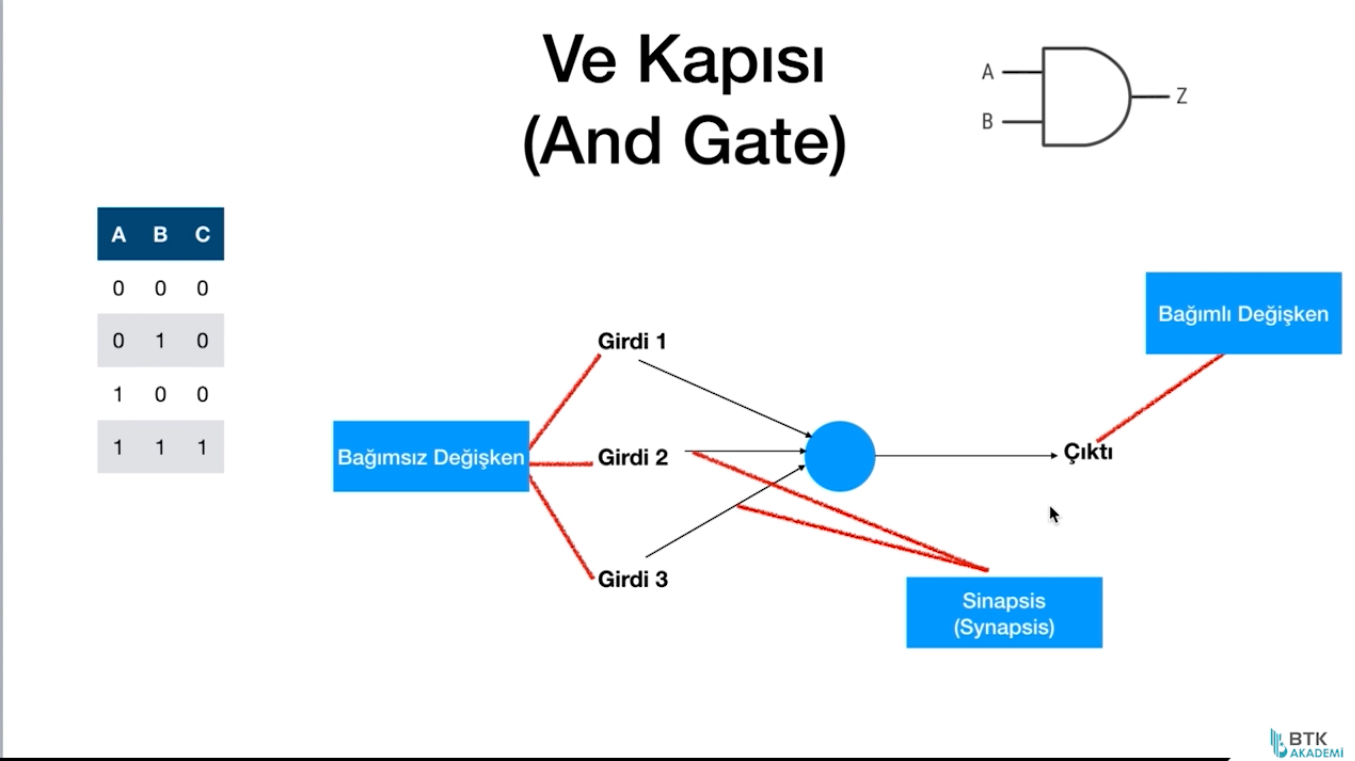 Ve Kapısı
(And Gate)
A
B
Z
A B C
0 0 0
0 1 0
1 0 0
1 1 1
Bağımlı Değişken
Girdi 1
Bağımsız Değişken
Girdi 2
Çıktı
Girdi 3
Sinapsis
(Synapsis)
BTK
AKADEMİ